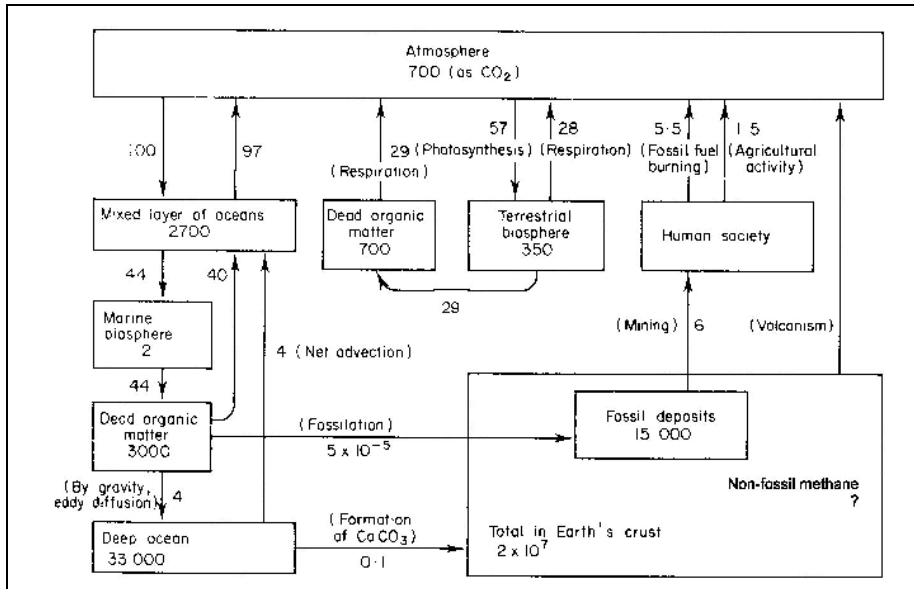 Atmosphere
700 (as CO₂)
100
97
29
(Respiration)
57
(Photosynthesis)
28
(Respiration)
5·5
(Fossil fuel
burning)
1·5
(Agricultural
activity)
Mixed layer of oceans
2700
Dead organic
matter
700
Terrestrial
biosphere
350
Human society
44
40
29
Marine
biosphere
2
4 (Net advection)
(Mining) 6
(Volcanism)
44
Dead organic
matter
3000
(Fossilation)
5 x 10⁻⁵
Fossil deposits
15 000
(By gravity,
eddy diffusion)
4
Non-fossil methane
?
Deep ocean
33 000
(Formation
of CaCO₃)
0·1
Total in Earth's crust
2 x 10⁷